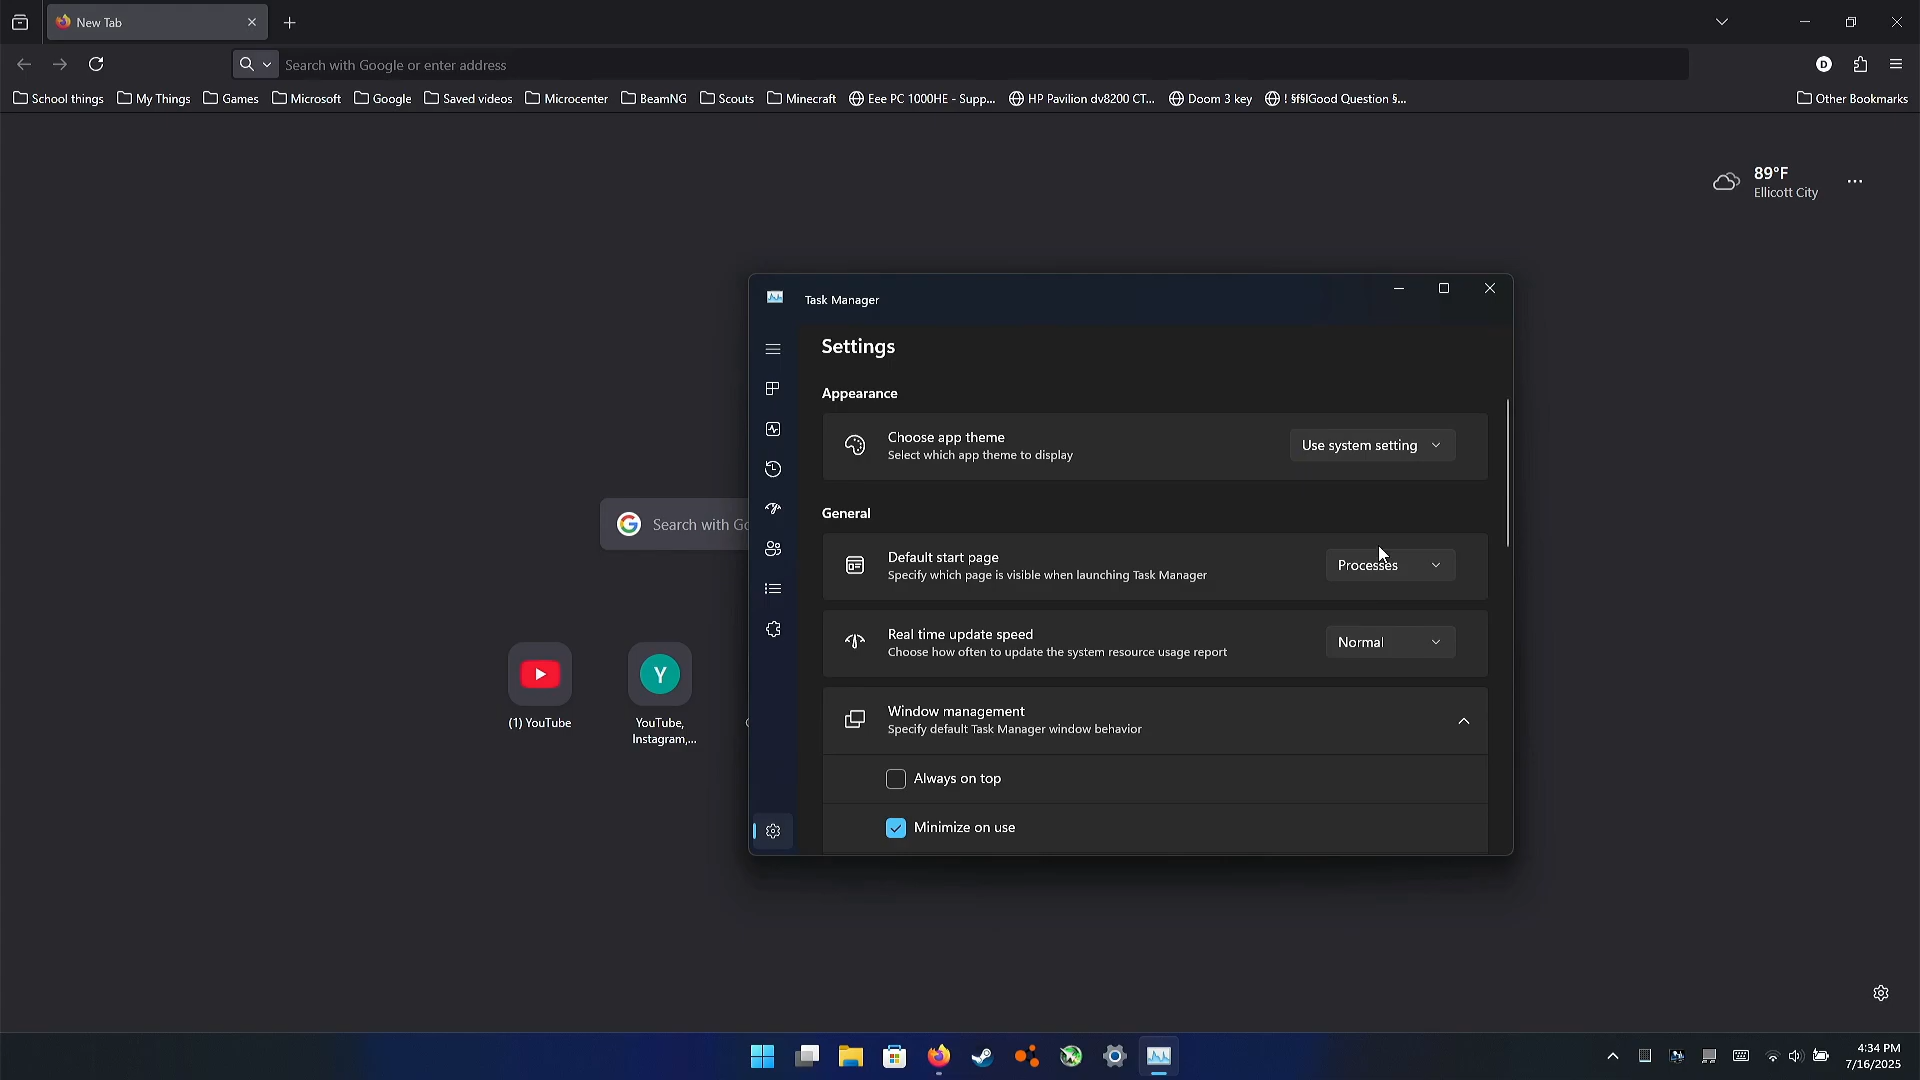 New Tab
Search with Google or enter address
School things My Things Games Microsoft Google Saved videos Microcenter BeamNG Scouts Minecraft Eee PC 1000HE - Supp... HP Pavilion dv8200 CT... Doom 3 key ! §f§lGood Question §... Other Bookmarks
D
89°F
Ellicott City
Task Manager
Settings
Appearance
Choose app theme
Select which app theme to display
Use system setting
General
Default start page
Specify which page is visible when launching Task Manager
Processes
Real time update speed
Choose how often to update the system resource usage report
Normal
Window management
Specify default Task Manager window behavior
Always on top
Minimize on use
G Search with Go
Y
(1) YouTube
YouTube,
Instagram,...
4:34 PM
7/16/2025